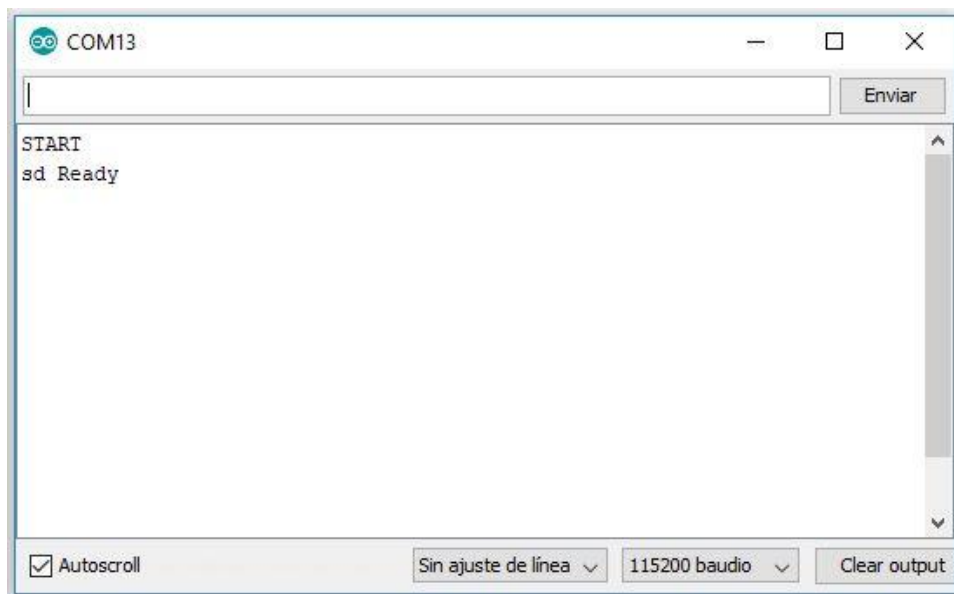 COM13
Enviar
START
sd Ready
Autoscroll
Sin ajuste de línea
115200 baudio
Clear output